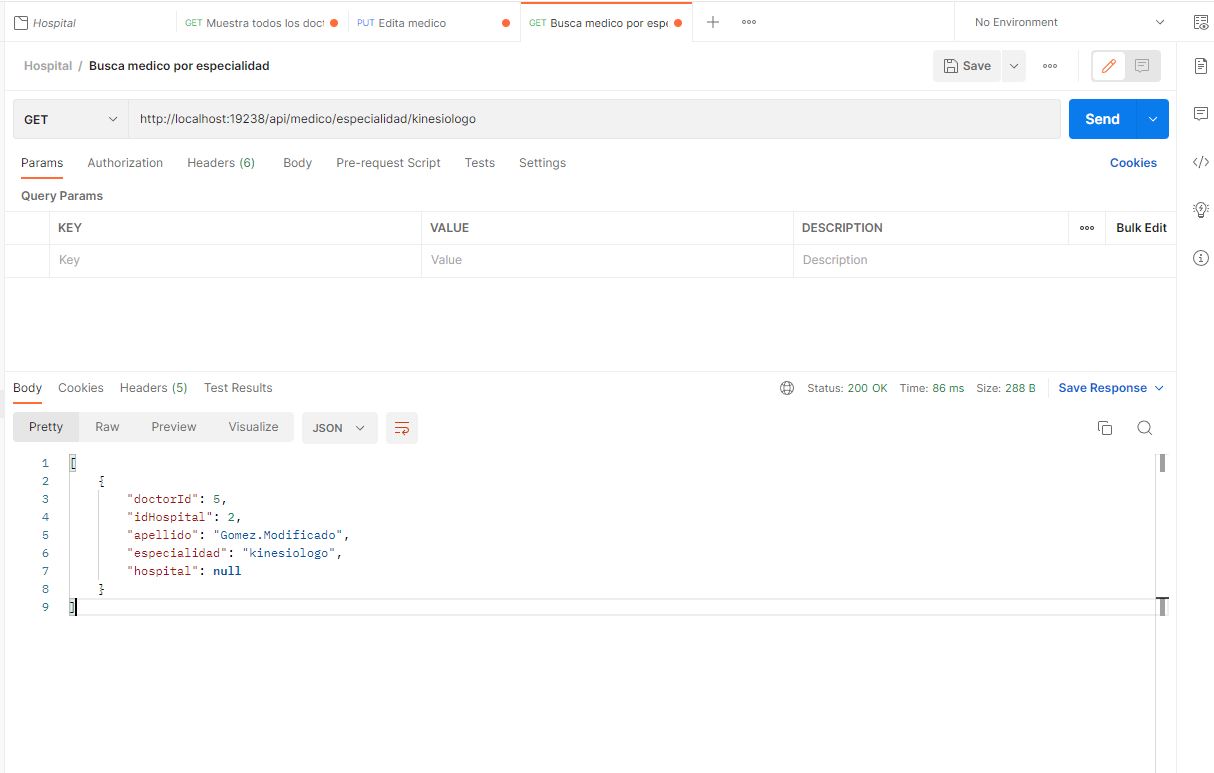 Hospital GET Muestra todos los doct PUT Edita medico GET Busca medico por espe No Environment
Hospital / Busca medico por especialidad Save
GET http://localhost:19238/api/medico/especialidad/kinesiologo Send
Params Authorization Headers (6) Body Pre-request Script Tests Settings Cookies
Query Params
KEY VALUE DESCRIPTION Bulk Edit
Key Value Description
Body Cookies Headers (5) Test Results Status: 200 OK Time: 86 ms Size: 288 B Save Response
Pretty Raw Preview Visualize JSON
1 [
2 {
3 "doctorId": 5,
4 "idHospital": 2,
5 "apellido": "Gomez.Modificado",
6 "especialidad": "kinesiologo",
7 "hospital": null
8 }
9 ]